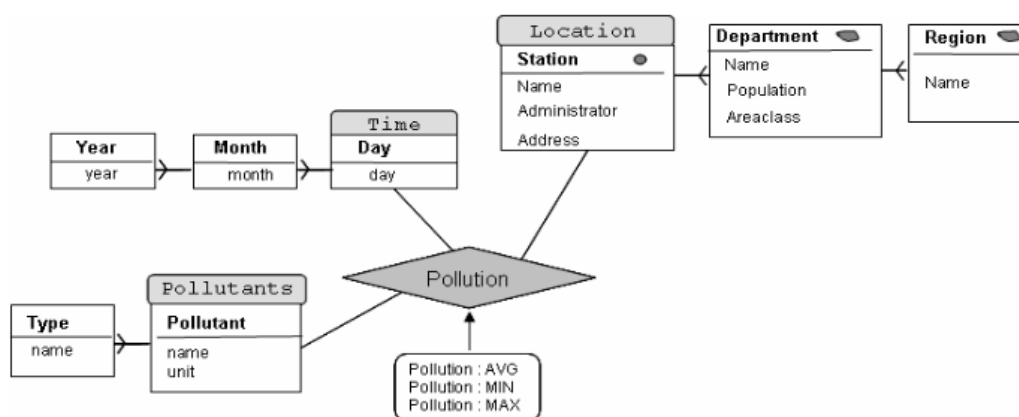 Location
Station
Name
Administrator
Address
Department
Name
Population
Areaclass
Region
Name
Time
Day
day
Month
month
Year
year
Pollution
Pollutants
Pollutant
name
unit
Type
name
Pollution : AVG
Pollution : MIN
Pollution : MAX